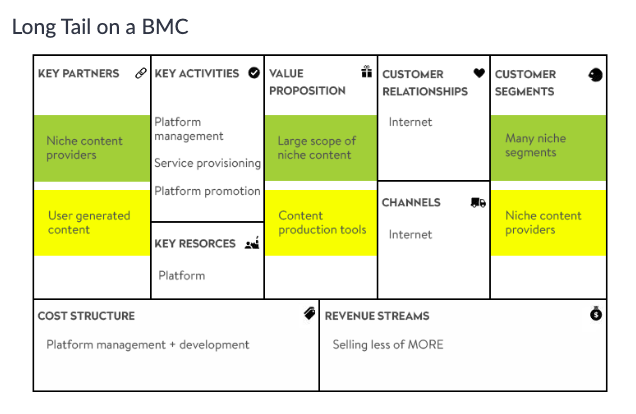 Long Tail on a BMC
KEY PARTNERS
Niche content
providers
User generated
content
KEY ACTIVITIES
Platform
management
Service provisioning
Platform promotion
KEY RESORCES
Platform
VALUE
PROPOSITION
Large scope of
niche content
Content
production tools
CUSTOMER
RELATIONSHIPS
Internet
CHANNELS
Internet
CUSTOMER
SEGMENTS
Many niche
segments
Niche content
providers
COST STRUCTURE
Platform management + development
REVENUE STREAMS
Selling less of MORE